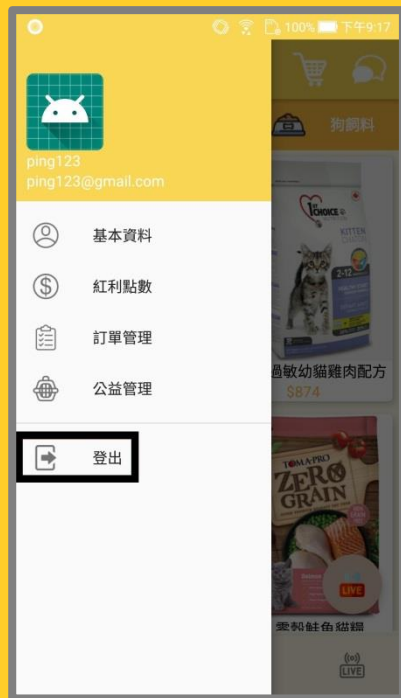 100% 下午9:17
ping123
ping123@gmail.com
基本資料
紅利點數
訂單管理
公益管理
登出
狗飼料
1ST CHOICE
KITTEN
2-12
過敏幼貓雞肉配方
$874
TOMA-PRO
ZERO
GRAIN
LIVE
零穀鮭魚貓糧
LIVE